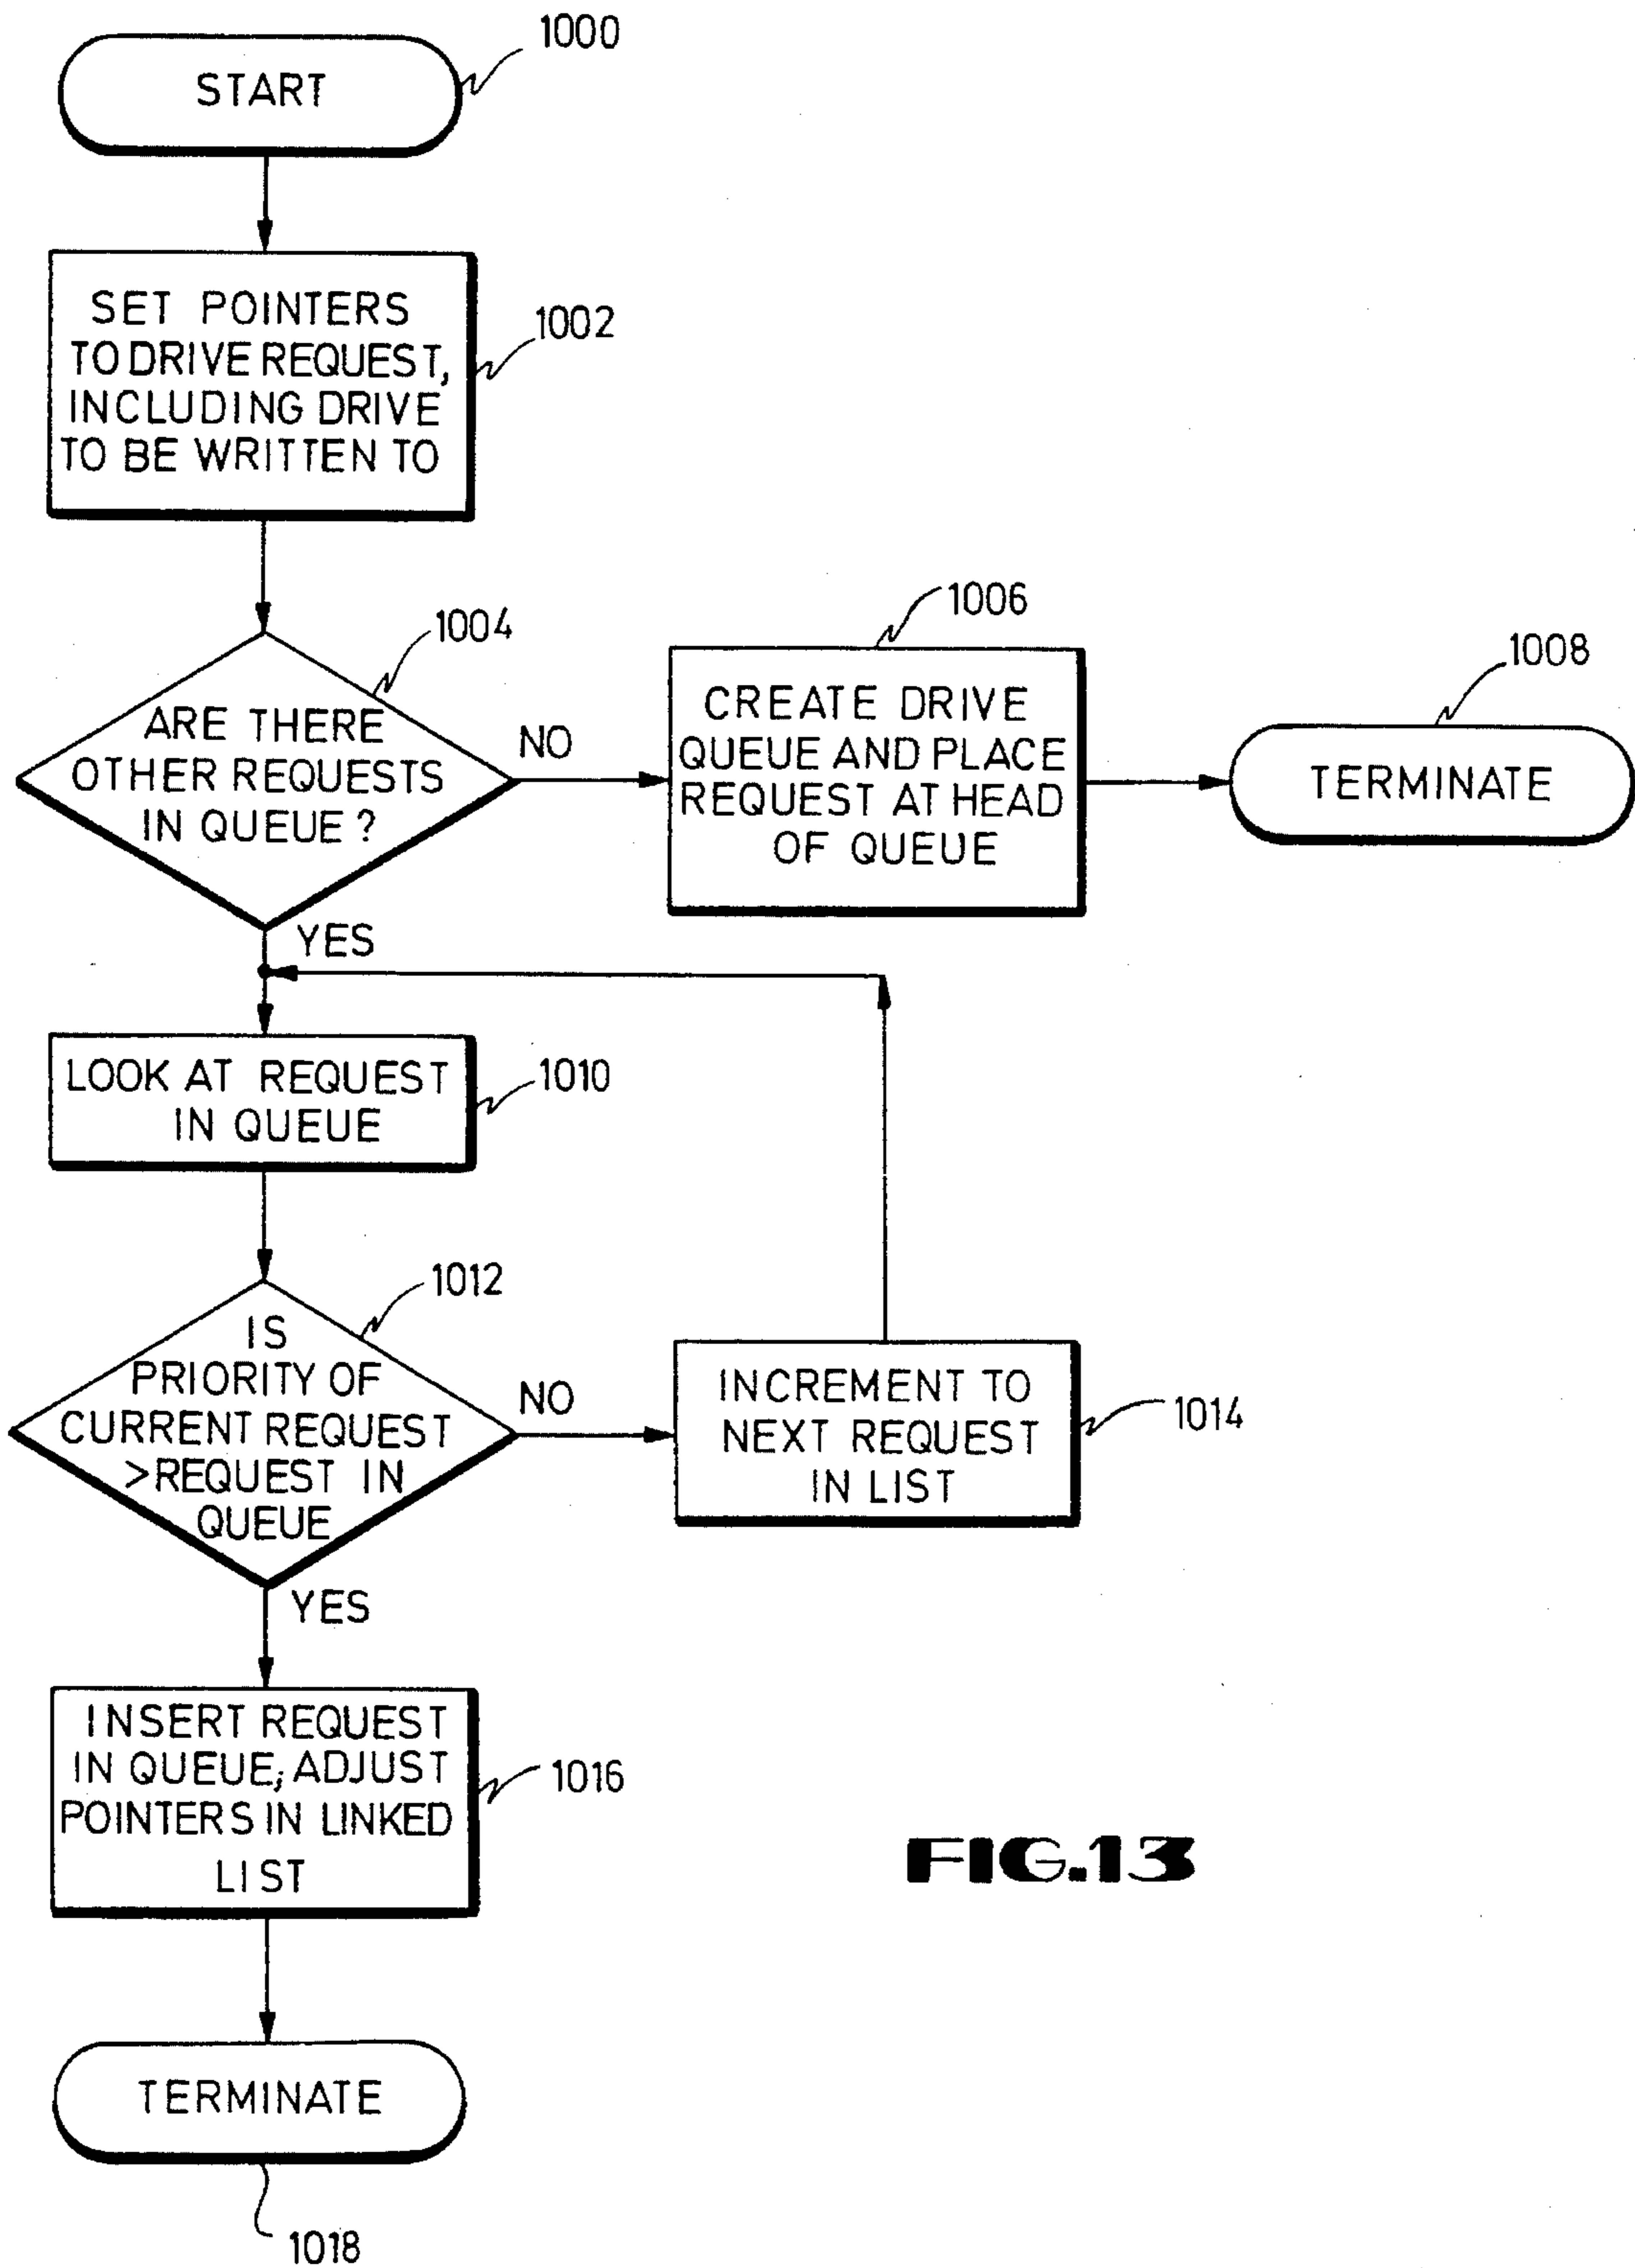 1000
START
SET POINTERS
TO DRIVE REQUEST,
INCLUDING DRIVE
TO BE WRITTEN TO
1002
1004
ARE THERE
OTHER REQUESTS
IN QUEUE?
NO
1006
CREATE DRIVE
QUEUE AND PLACE
REQUEST AT HEAD
OF QUEUE
1008
TERMINATE
YES
LOOK AT REQUEST
IN QUEUE
1010
1012
IS
PRIORITY OF
CURRENT REQUEST
>REQUEST IN
QUEUE
NO
INCREMENT TO
NEXT REQUEST
IN LIST
1014
YES
INSERT REQUEST
IN QUEUE; ADJUST
POINTERS IN LINKED
LIST
1016
TERMINATE
1018
FIG.13